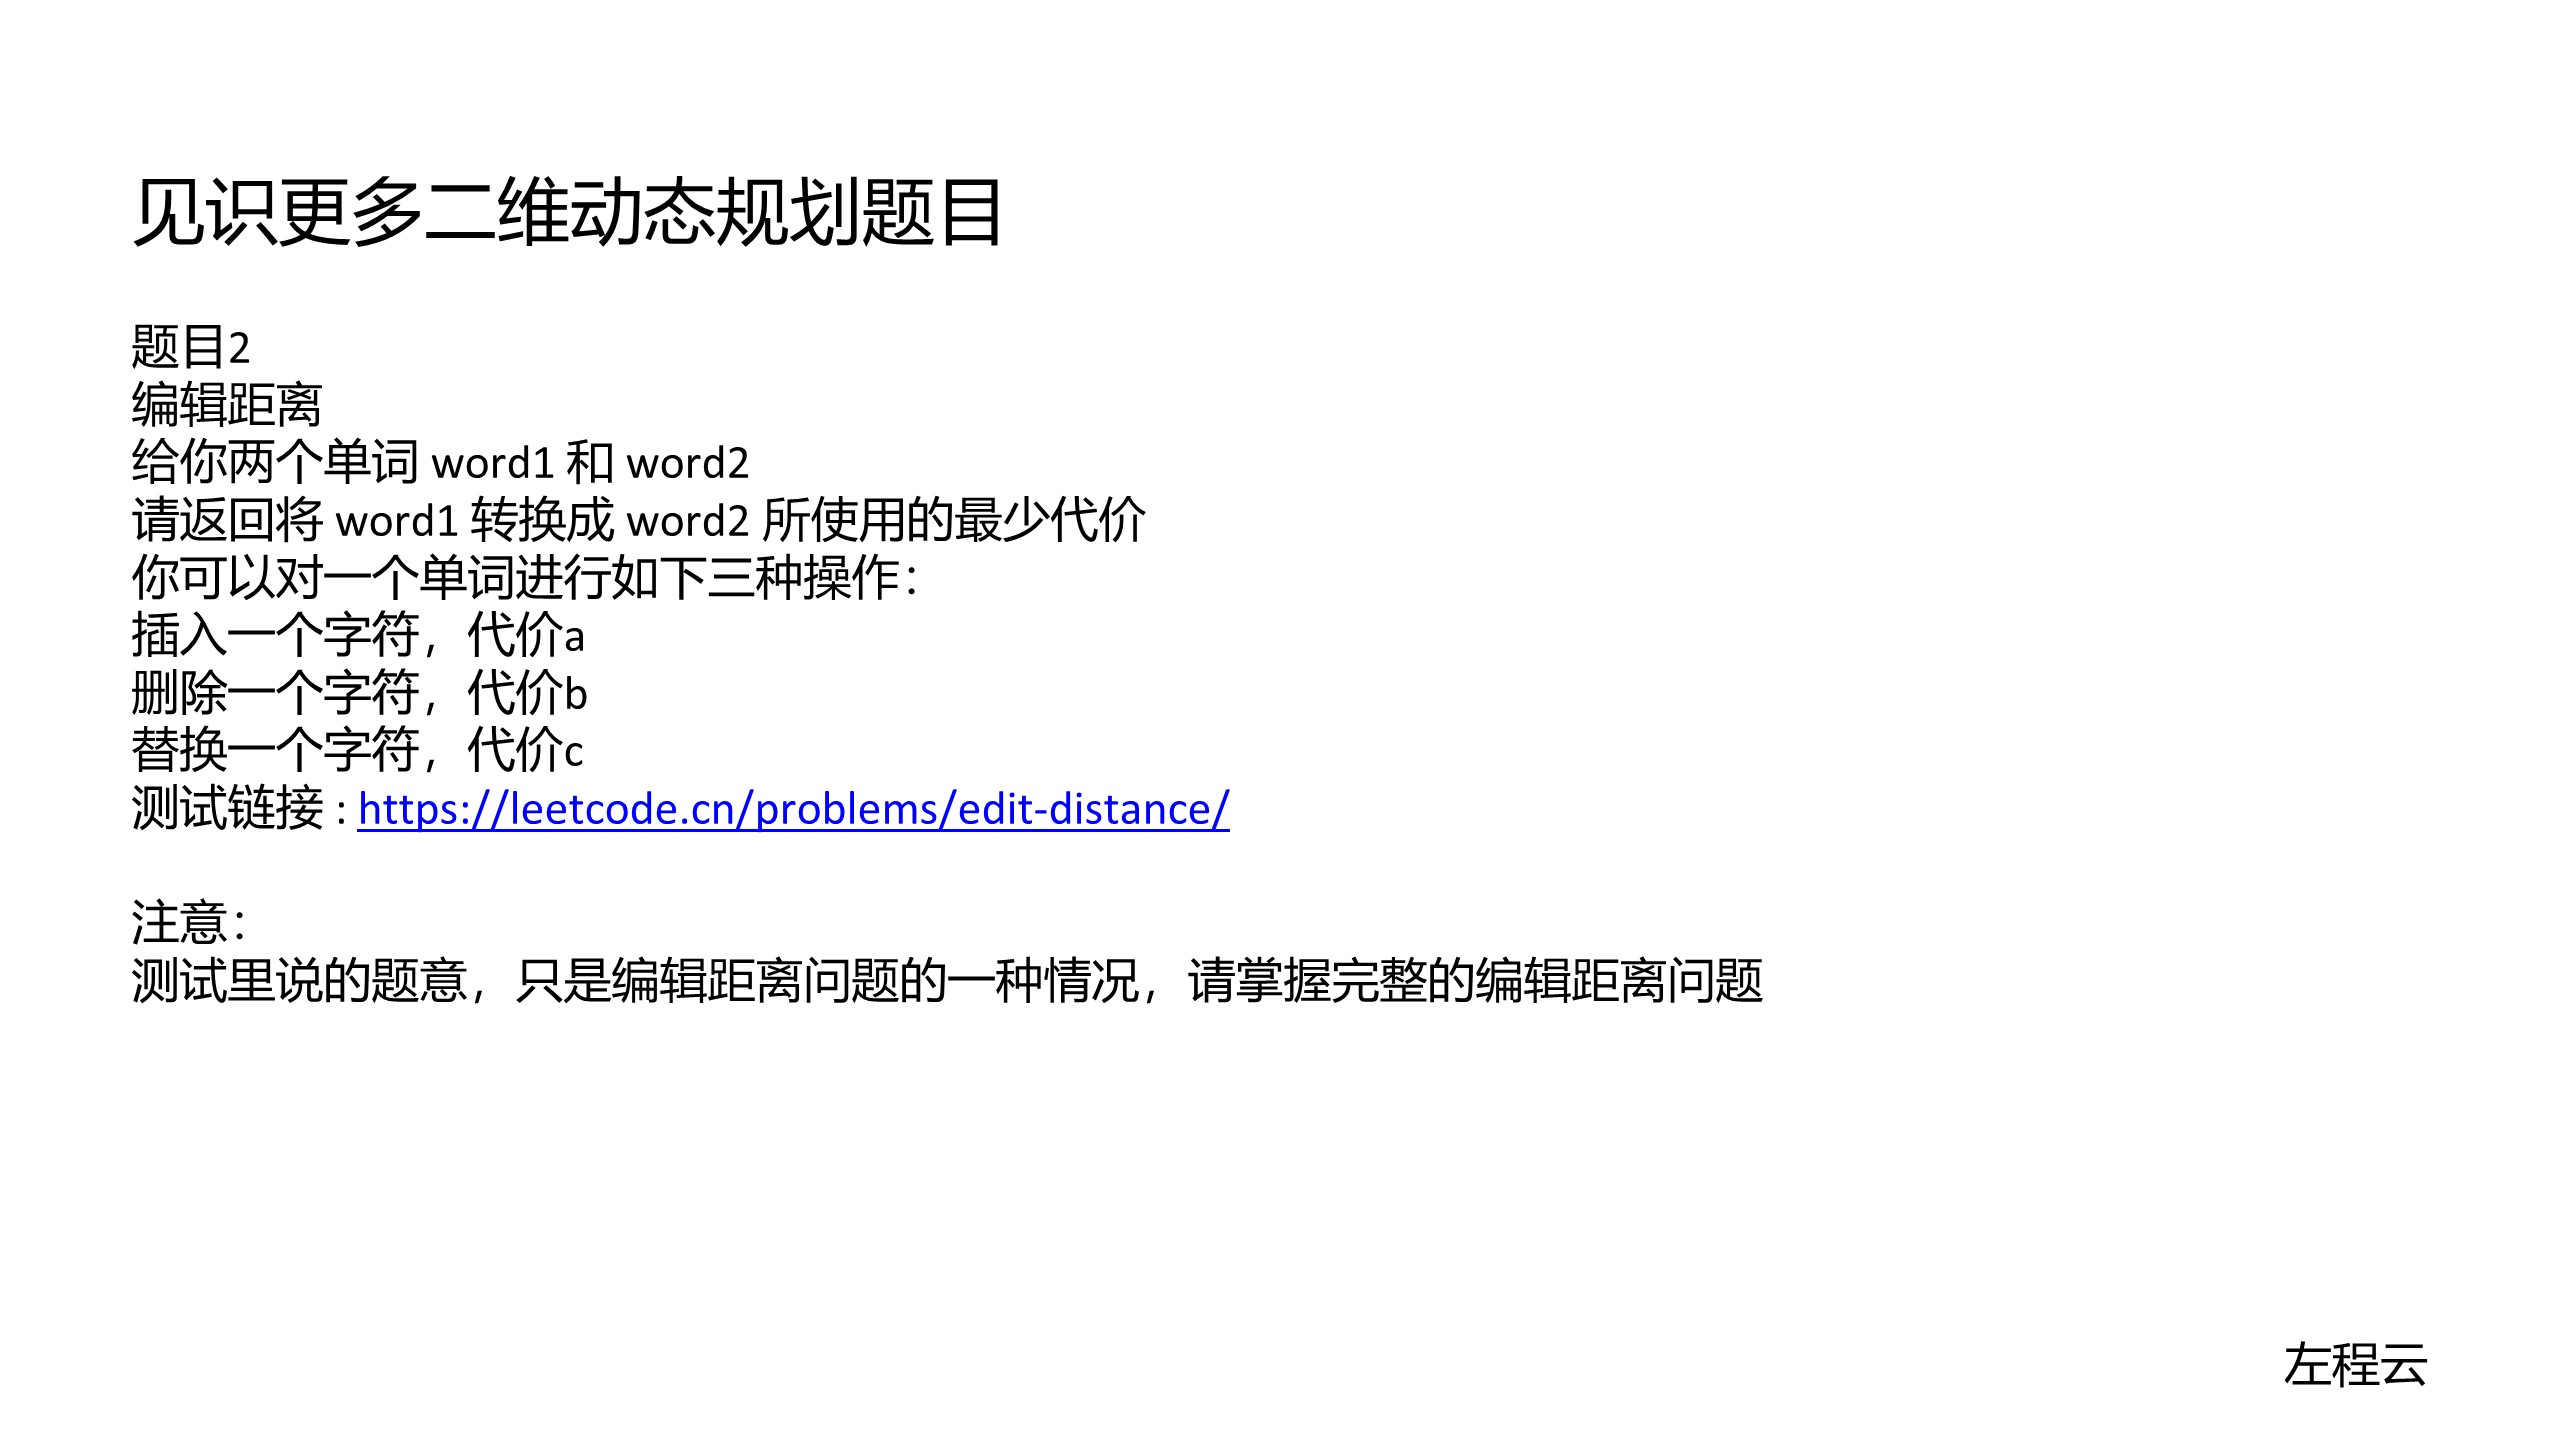 见识更多二维动态规划题目
题目2
编辑距离
给你两个单词 word1 和 word2
请返回将 word1 转换成 word2 所使用的最少代价
你可以对一个单词进行如下三种操作：
插入一个字符，代价a
删除一个字符，代价b
替换一个字符，代价c
测试链接 : https://leetcode.cn/problems/edit-distance/
注意：
测试里说的题意，只是编辑距离问题的一种情况，请掌握完整的编辑距离问题
左程云